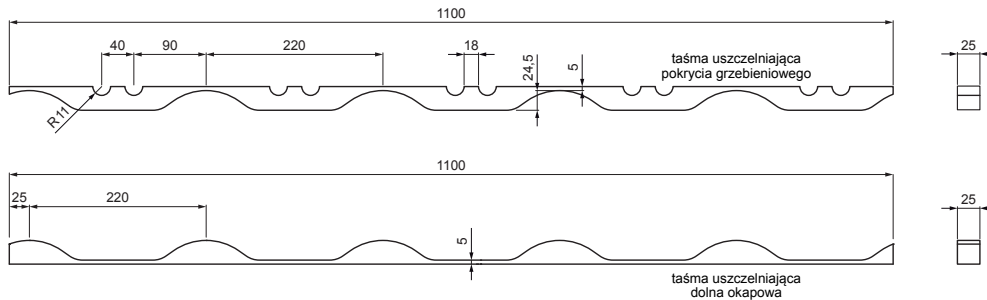 1100
40
90
220
18
24,5
5
taśma uszczelniająca
pokrycia grzebieniowego
25
R11
1100
25
220
5
25
taśma uszczelniająca
dolna okapowa